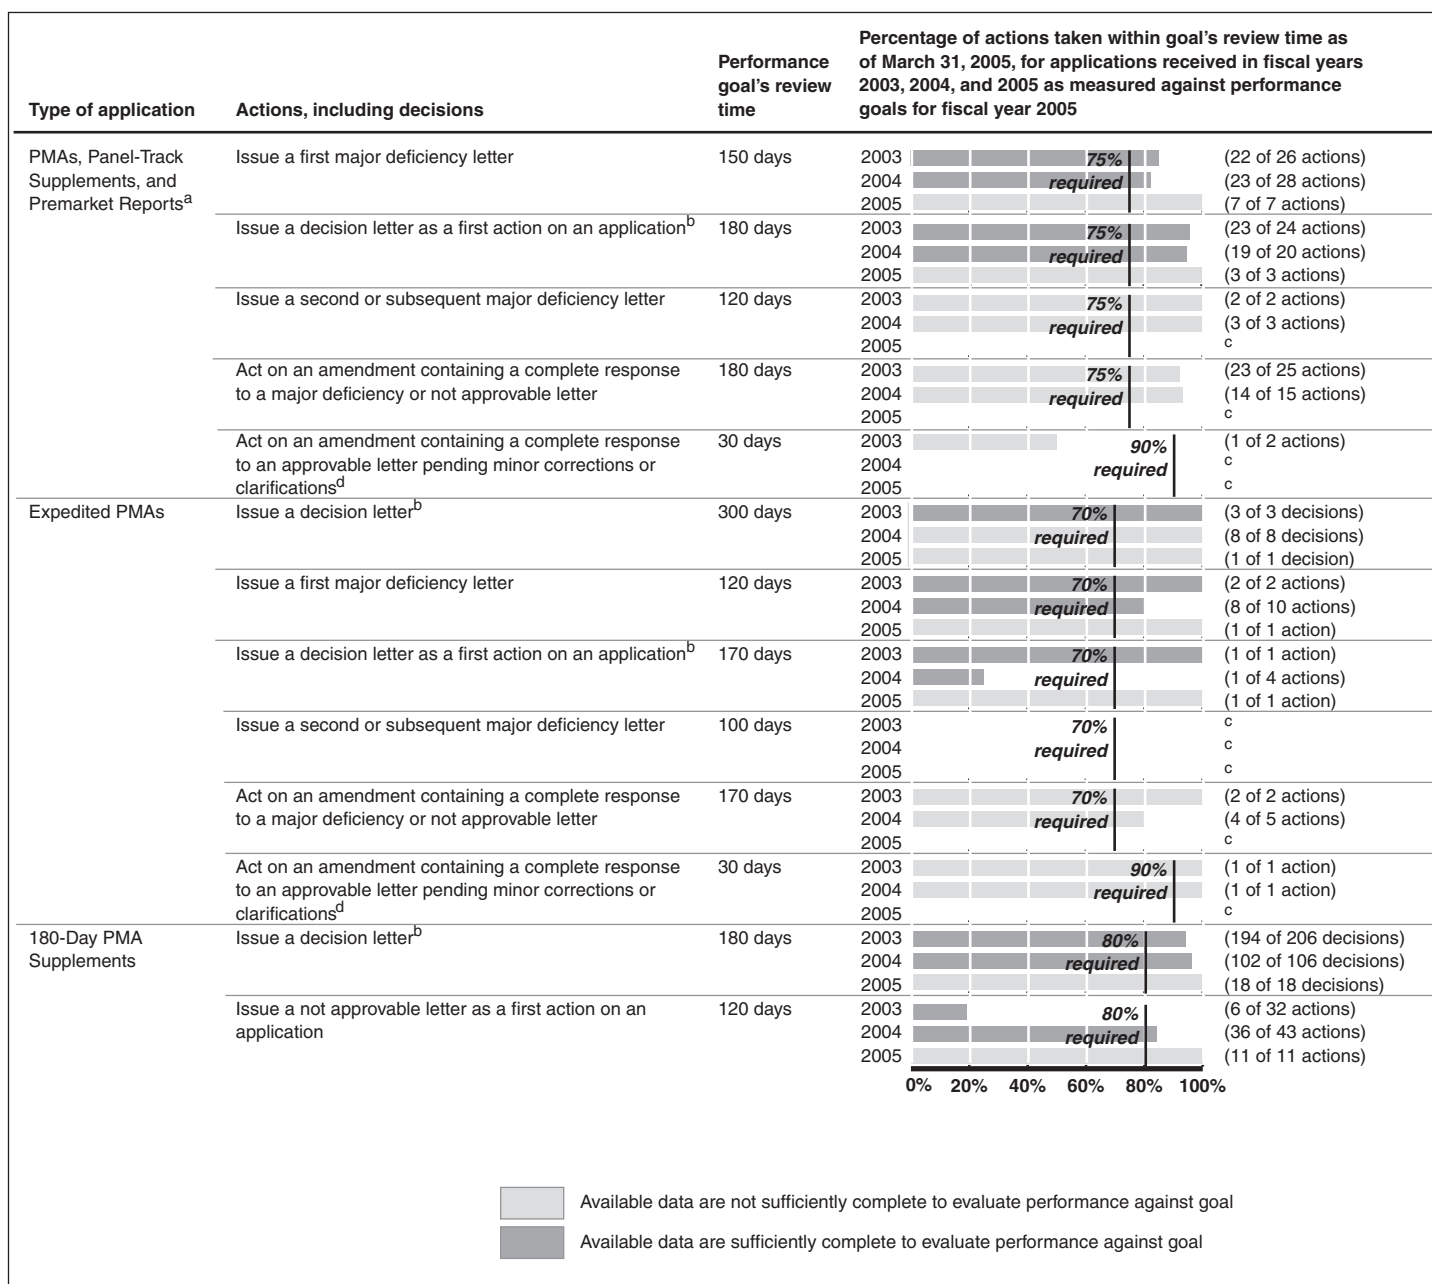 Type of application
Actions, including decisions
Performance
goal's review
time
Percentage of actions taken within goal's review time as
of March 31, 2005, for applications received in fiscal years
2003, 2004, and 2005 as measured against performance
goals for fiscal year 2005
PMAs, Panel-Track
Supplements, and
Premarket Reportsa
Issue a first major deficiency letter
150 days
2003 75% (22 of 26 actions)
2004 required (23 of 28 actions)
2005 (7 of 7 actions)
Issue a decision letter as a first action on an applicationb
180 days
2003 75% (23 of 24 actions)
2004 required (19 of 20 actions)
2005 (3 of 3 actions)
Issue a second or subsequent major deficiency letter
120 days
2003 75% (2 of 2 actions)
2004 required (3 of 3 actions)
2005 c
Act on an amendment containing a complete response
to a major deficiency or not approvable letter
180 days
2003 75% (23 of 25 actions)
2004 required (14 of 15 actions)
2005 c
Act on an amendment containing a complete response
to an approvable letter pending minor corrections or
clarificationsd
30 days
2003 90% (1 of 2 actions)
2004 required c
2005 c
Expedited PMAs
Issue a decision letterb
300 days
2003 70% (3 of 3 decisions)
2004 required (8 of 8 decisions)
2005 (1 of 1 decision)
Issue a first major deficiency letter
120 days
2003 70% (2 of 2 actions)
2004 required (8 of 10 actions)
2005 (1 of 1 action)
Issue a decision letter as a first action on an applicationb
170 days
2003 70% (1 of 1 action)
2004 required (1 of 4 actions)
2005 (1 of 1 action)
Issue a second or subsequent major deficiency letter
100 days
2003 70% c
2004 required c
2005 c
Act on an amendment containing a complete response
to a major deficiency or not approvable letter
170 days
2003 70% (2 of 2 actions)
2004 required (4 of 5 actions)
2005 c
Act on an amendment containing a complete response
to an approvable letter pending minor corrections or
clarificationsd
30 days
2003 90% (1 of 1 action)
2004 required (1 of 1 action)
2005 c
180-Day PMA
Supplements
Issue a decision letterb
180 days
2003 80% (194 of 206 decisions)
2004 required (102 of 106 decisions)
2005 (18 of 18 decisions)
Issue a not approvable letter as a first action on an
application
120 days
2003 80% (6 of 32 actions)
2004 required (36 of 43 actions)
2005 (11 of 11 actions)
0% 20% 40% 60% 80% 100%
Available data are not sufficiently complete to evaluate performance against goal
Available data are sufficiently complete to evaluate performance against goal